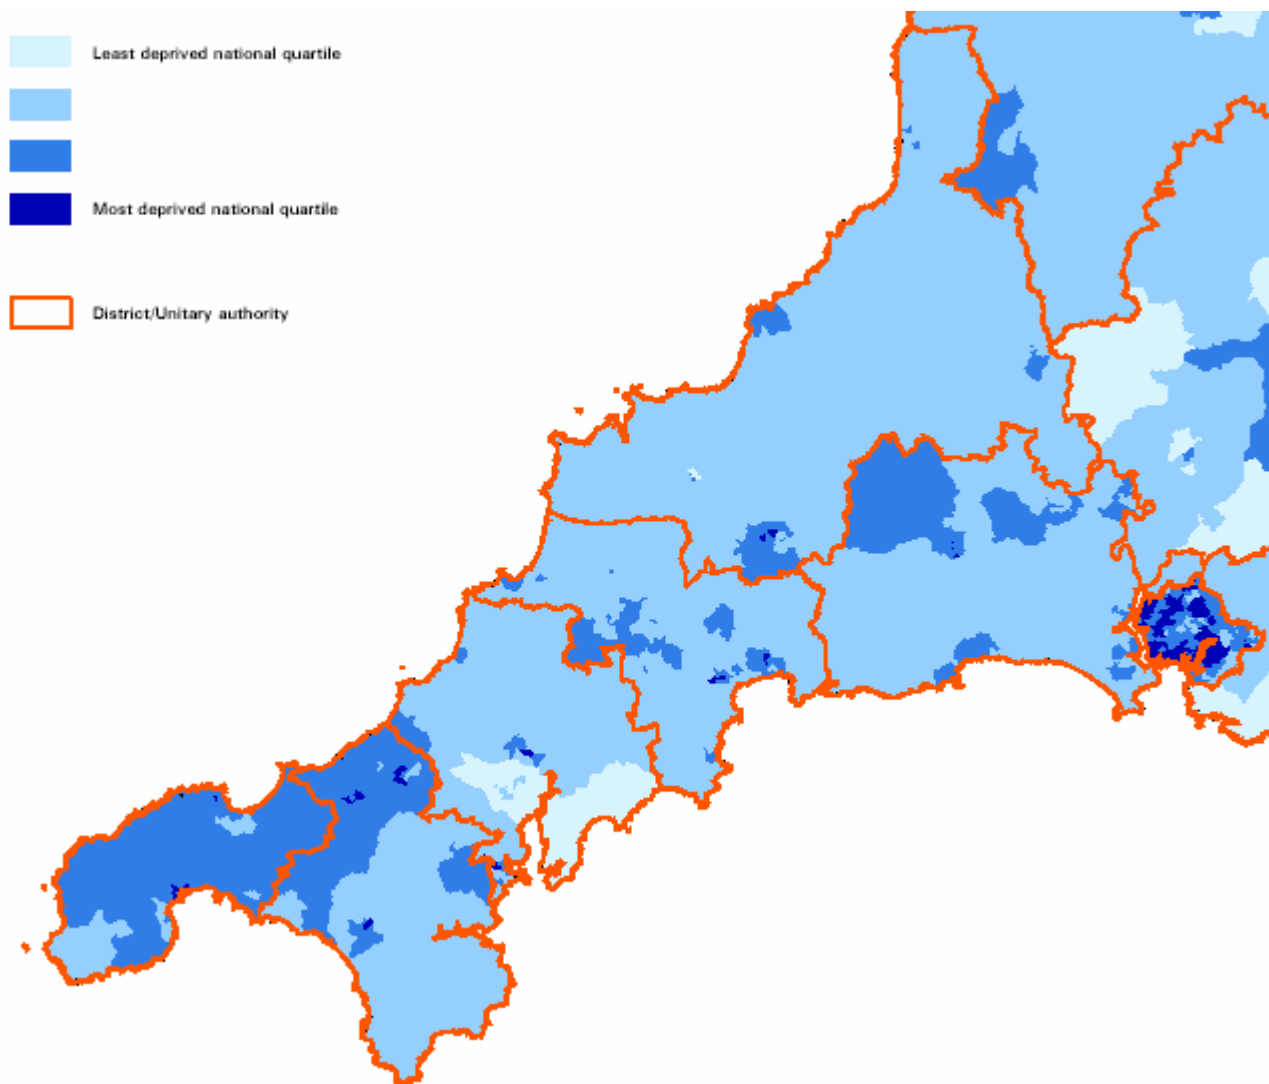 Least deprived national quartile
Most deprived national quartile
District/Unitary authority